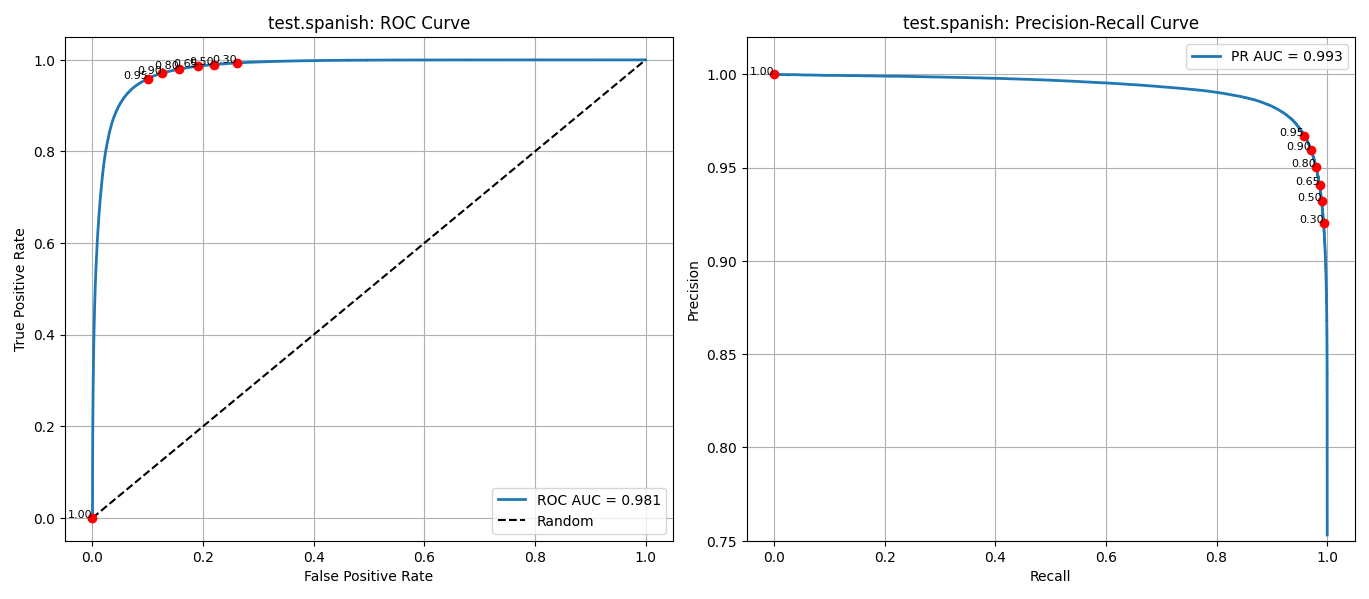 test.spanish: ROC Curve
True Positive Rate
1.0
0.8
0.6
0.4
0.2
0.0
0.95
0.90
0.80
0.65
0.50
0.30
1.00
ROC AUC = 0.981
Random
0.0 0.2 0.4 0.6 0.8 1.0
False Positive Rate
test.spanish: Precision-Recall Curve
PR AUC = 0.993
Precision
1.00
0.95
0.90
0.85
0.80
0.75
1.00
0.95
0.90
0.80
0.65
0.50
0.30
0.0 0.2 0.4 0.6 0.8 1.0
Recall